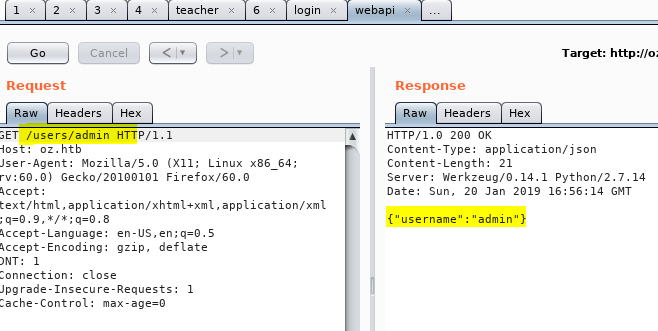 1 × 2 × 3 × 4 × teacher × 6 × login × webapi × ...
Go Cancel < | ▾ > | ▾ Target: http://oz
Request
Raw Headers Hex
GET /users/admin HTTP/1.1
Host: oz.htb
User-Agent: Mozilla/5.0 (X11; Linux x86_64;
rv:60.0) Gecko/20100101 Firefox/60.0
Accept:
text/html,application/xhtml+xml,application/xml
;q=0.9,*/*;q=0.8
Accept-Language: en-US,en;q=0.5
Accept-Encoding: gzip, deflate
DNT: 1
Connection: close
Upgrade-Insecure-Requests: 1
Cache-Control: max-age=0
Response
Raw Headers Hex
HTTP/1.0 200 OK
Content-Type: application/json
Content-Length: 21
Server: Werkzeug/0.14.1 Python/2.7.14
Date: Sun, 20 Jan 2019 16:56:14 GMT
{"username":"admin"}